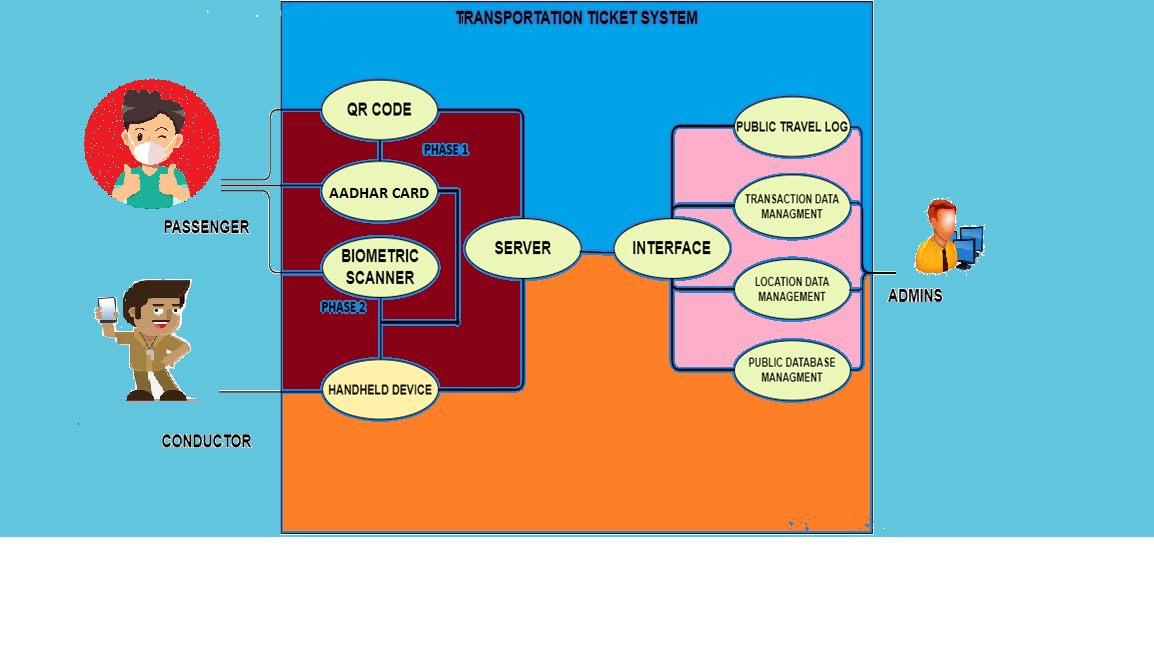 TRANSPORTATION TICKET SYSTEM
QR CODE
PHASE 1
AADHAR CARD
BIOMETRIC
SCANNER
PHASE 2
HANDHELD DEVICE
PASSENGER
CONDUCTOR
SERVER
INTERFACE
PUBLIC TRAVEL LOG
TRANSACTION DATA
MANAGMENT
LOCATION DATA
MANAGEMENT
PUBLIC DATABASE
MANAGMENT
ADMINS